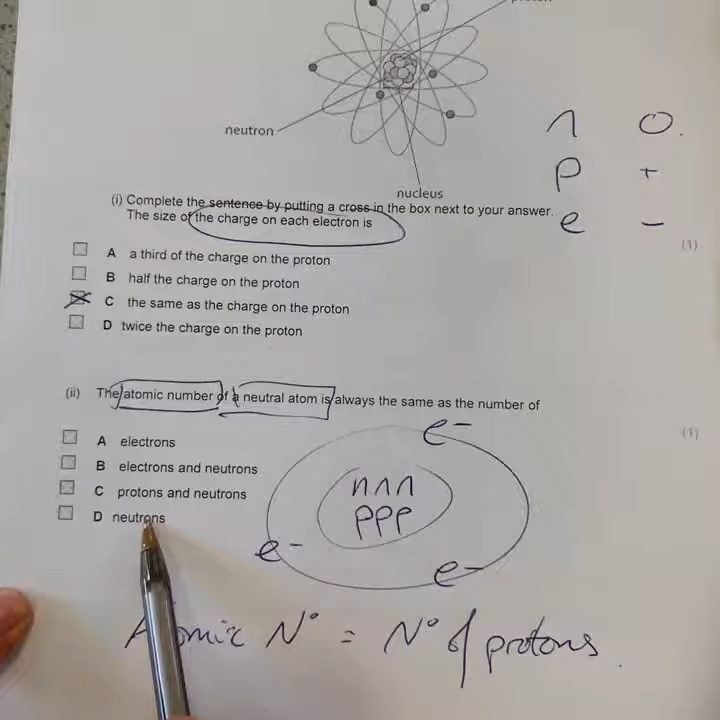 neutron
nucleus
n 0.
p +
e -
(i) Complete the sentence by putting a cross in the box next to your answer.
The size of the charge on each electron is
(1)
A a third of the charge on the proton
B half the charge on the proton
C the same as the charge on the proton
D twice the charge on the proton
(ii) The atomic number of a neutral atom is always the same as the number of
(1)
A electrons
B electrons and neutrons
C protons and neutrons
D neutrons
e-
n n n
p p p
e-
e-
Atomic Nº = Nº of protons.